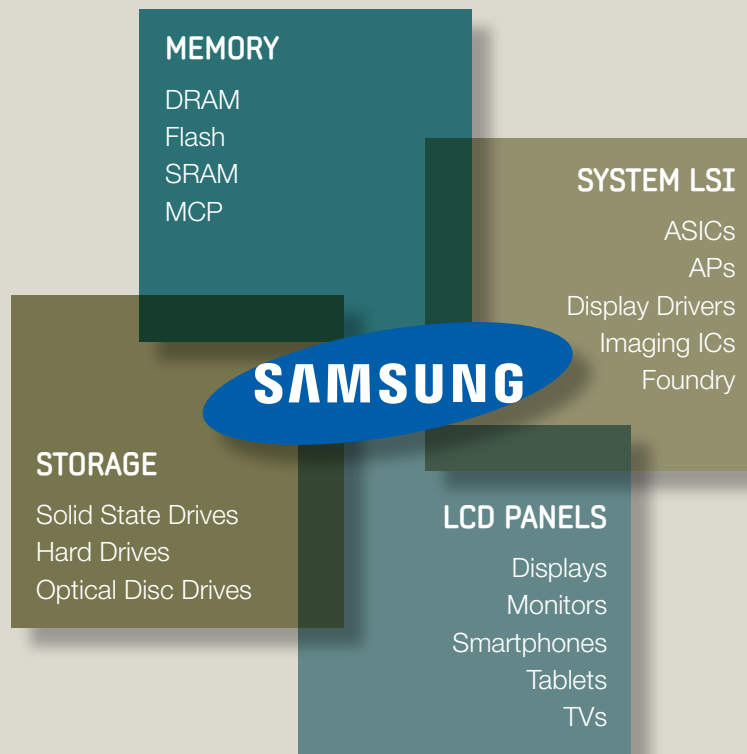 MEMORY
DRAM
Flash
SRAM
MCP
SYSTEM LSI
ASICs
APs
Display Drivers
Imaging ICs
Foundry
SAMSUNG
STORAGE
Solid State Drives
Hard Drives
Optical Disc Drives
LCD PANELS
Displays
Monitors
Smartphones
Tablets
TVs